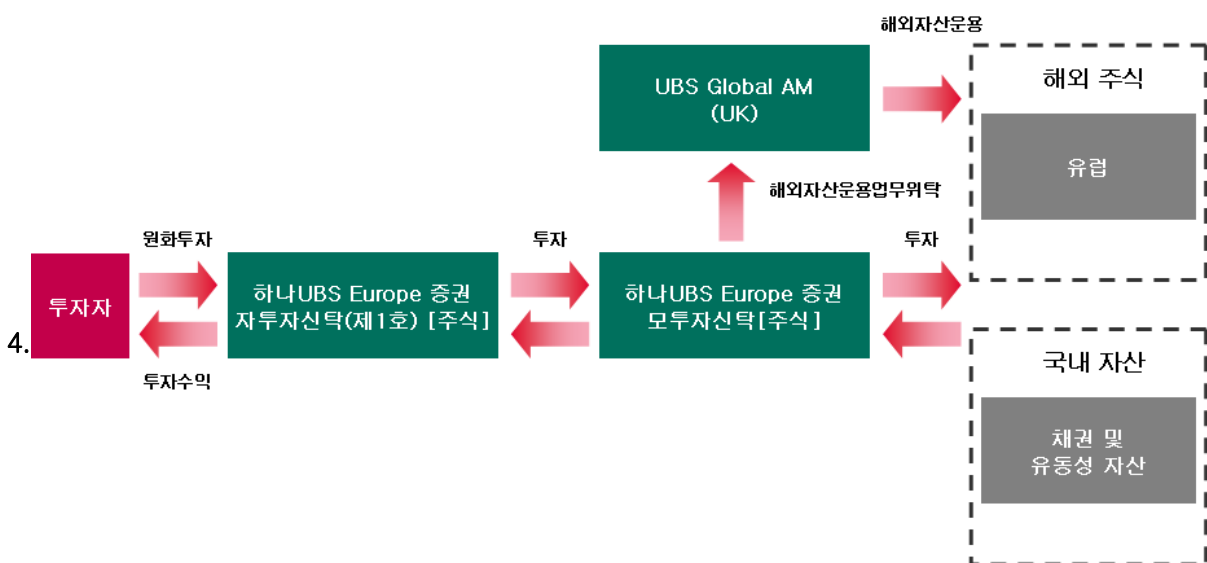 해외자산운용
UBS Global AM
(UK)
해외 주식
유럽
해외자산운용업무위탁
원화투자
투자
투자
4.
투자자
하나UBS Europe 증권
자투자신탁(제1호) [주식]
하나UBS Europe 증권
모투자신탁[주식]
투자수익
국내 자산
채권 및
유동성 자산